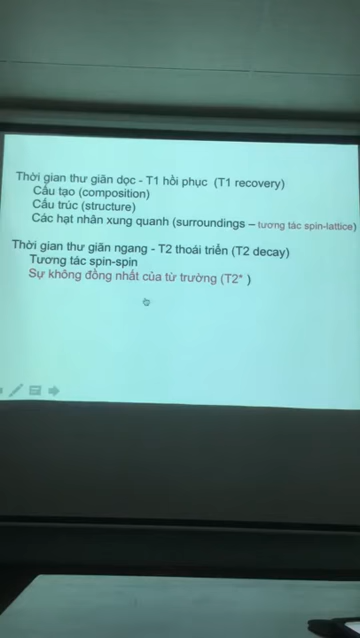 Thời gian thư giãn dọc - T1 hồi phục (T1 recovery)
Cấu tạo (composition)
Cấu trúc (structure)
Các hạt nhân xung quanh (surroundings – tương tác spin-lattice)
Thời gian thư giãn ngang - T2 thoái triển (T2 decay)
Tương tác spin-spin
Sự không đồng nhất của từ trường (T2* )